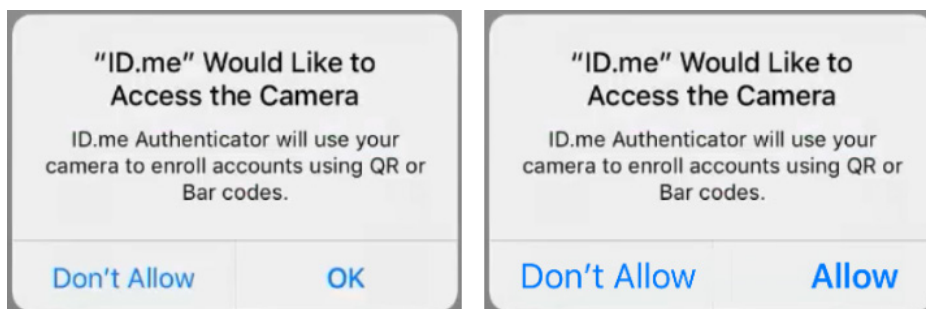 “ID.me” Would Like to
Access the Camera
ID.me Authenticator will use your
camera to enroll accounts using QR or
Bar codes.
Don’t Allow
OK
“ID.me” Would Like to
Access the Camera
ID.me Authenticator will use your
camera to enroll accounts using QR or
Bar codes.
Don’t Allow
Allow